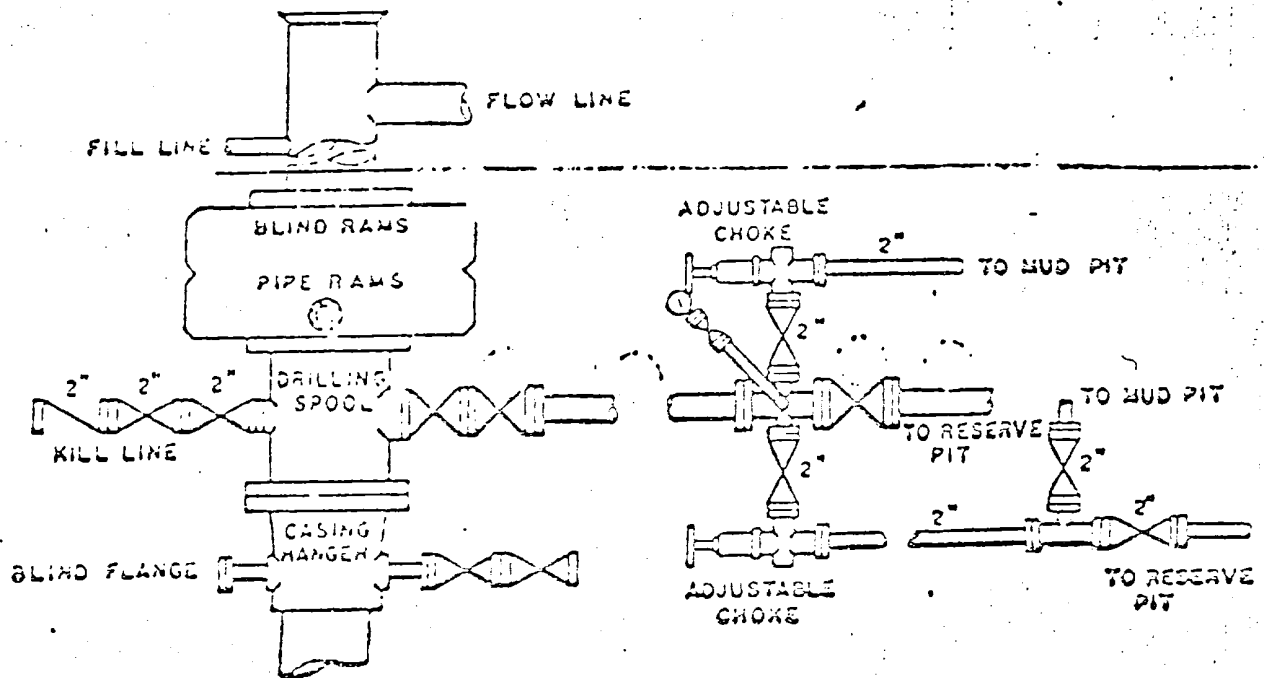 FLOW LINE
FILL LINE
BLIND RAMS
PIPE RAMS
ADJUSTABLE
CHOKE
2"
TO MUD PIT
2"
2" 2" 2"
DRILLING
SPOOL
KILL LINE
TO MUD PIT
TO RESERVE
PIT
2"
2"
CASING
HANGER
2"
2"
BLIND FLANGE
ADJUSTABLE
CHOKE
TO RESERVE
PIT